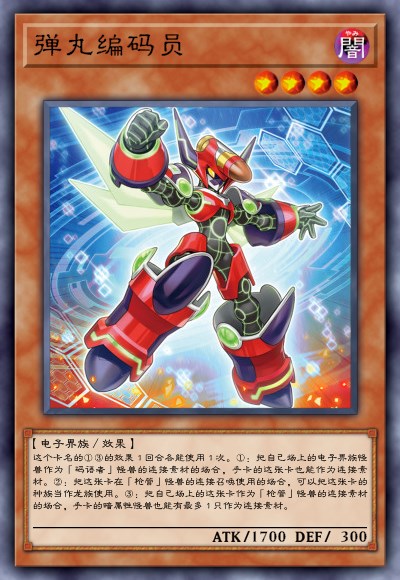 弹丸编码员
やみ
闇
【电子界族／效果】
这个卡名的①③的效果1回合各能使用1次。①：把自己场上的电子界族怪
兽作为「码语者」怪兽的连接素材的场合，手卡的这张卡也能作为连接素
材。②：把这张卡在「枪管」怪兽的连接召唤使用的场合，可以把这张卡的
种族当作龙族使用。③：把自己场上的这张卡作为「枪管」怪兽的连接素材
的场合，手卡的暗属性怪兽也能有最多1只作为连接素材。
ATK/1700 DEF/ 300